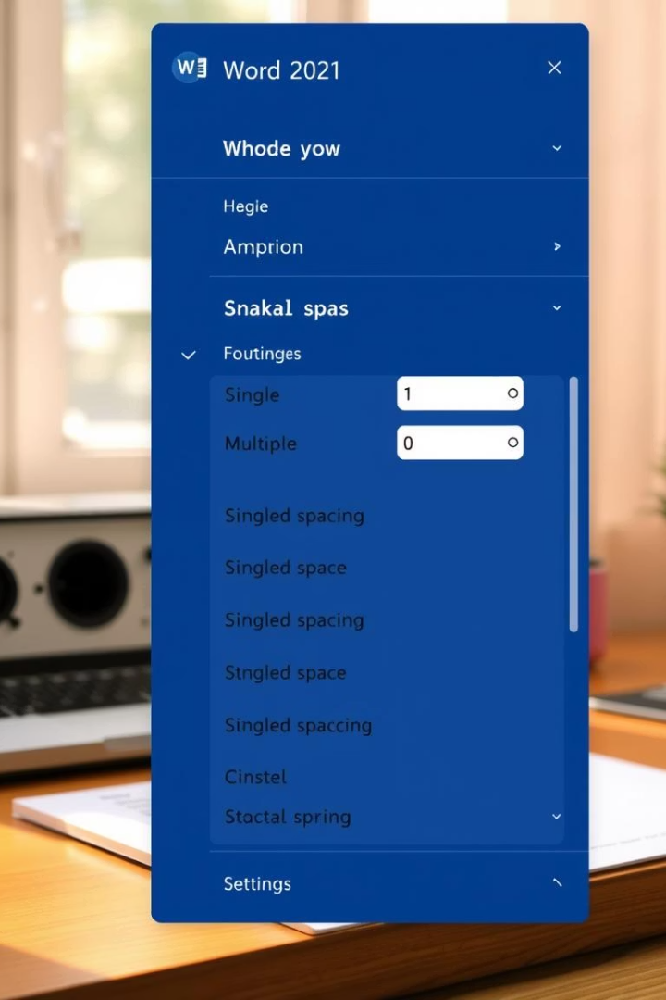 W
Word 2021
Whode yow
Hegie
Amprion
Snakal spas
Foutinges
Single 1
Multiple 0
Singled spacing
Singled space
Singled spacing
Stngled space
Singled spaccing
Cinstel
Stoctal spring
Settings